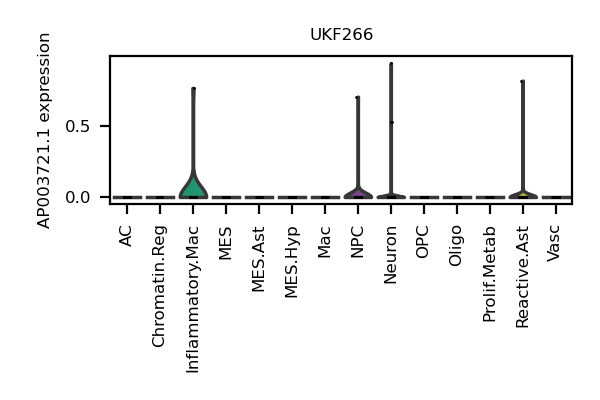 UKF266
AP003721.1 expression
0.5
0.0
AC
Chromatin.Reg
Inflammatory.Mac
MES
MES.Ast
MES.Hyp
Mac
NPC
Neuron
OPC
Oligo
Prolif.Metab
Reactive.Ast
Vasc